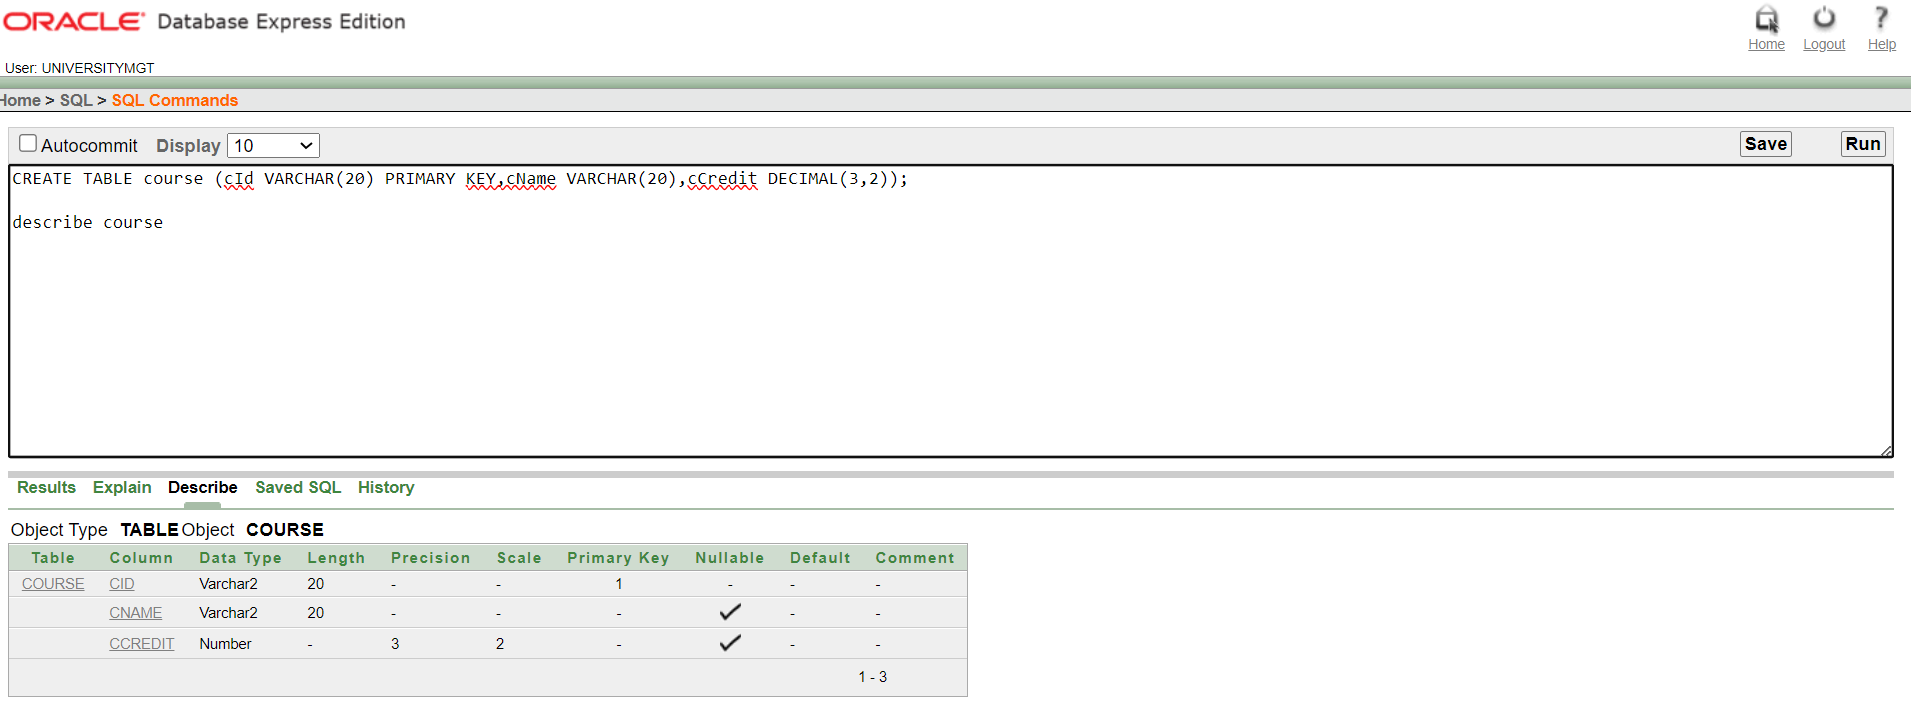 ORACLE Database Express Edition
Home Logout Help
User: UNIVERSITYMGT
Home > SQL > SQL Commands
Autocommit Display 10 Save Run
CREATE TABLE course (cId VARCHAR(20) PRIMARY KEY,cName VARCHAR(20),cCredit DECIMAL(3,2));
describe course
Results Explain Describe Saved SQL History
Object Type TABLE Object COURSE
Table Column Data Type Length Precision Scale Primary Key Nullable Default Comment
COURSE CID Varchar2 20 - - 1 - - -
CNAME Varchar2 20 - - - ✓ - -
CCREDIT Number - 3 2 - ✓ - -
1 - 3